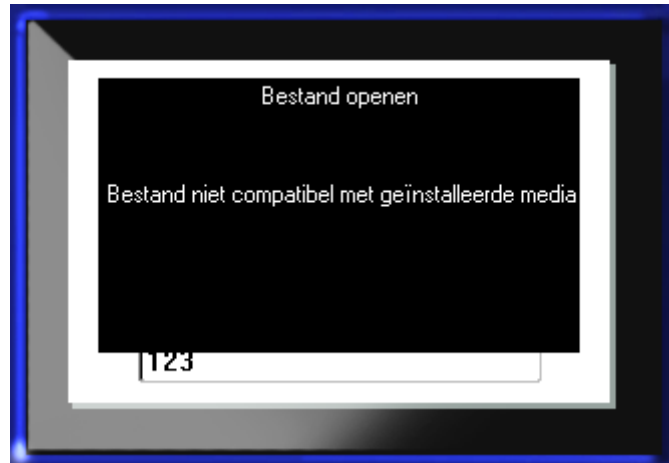 Bestand openen
Bestand niet compatibel met geïnstalleerde media
123